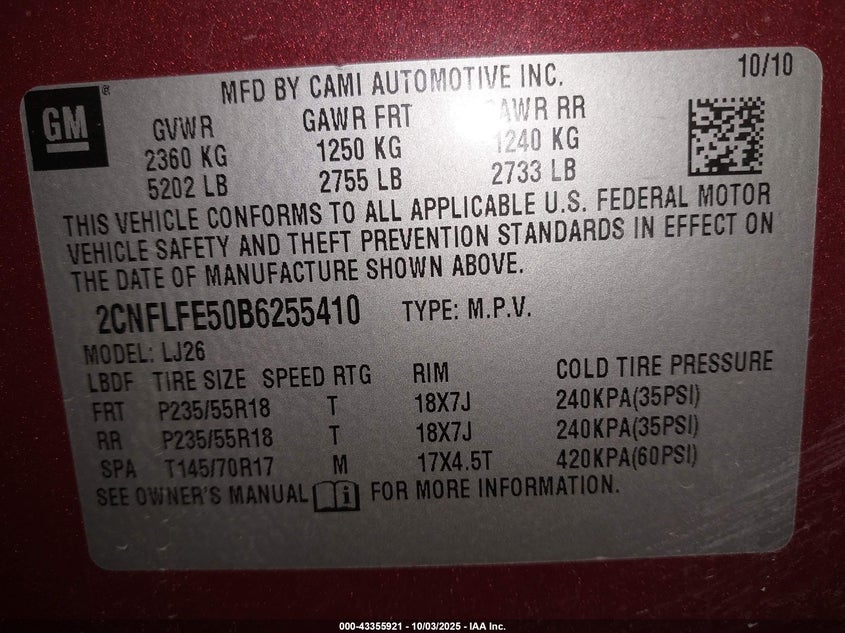 GM
MFD BY CAMI AUTOMOTIVE INC. 10/10
GVWR GAWR FRT GAWR RR
2360 KG 1250 KG 1240 KG
5202 LB 2755 LB 2733 LB
THIS VEHICLE CONFORMS TO ALL APPLICABLE U.S. FEDERAL MOTOR
VEHICLE SAFETY AND THEFT PREVENTION STANDARDS IN EFFECT ON
THE DATE OF MANUFACTURE SHOWN ABOVE.
2CNFLFE50B6255410 TYPE: M.P.V.
MODEL: LJ26
LBDF TIRE SIZE SPEED RTG RIM COLD TIRE PRESSURE
FRT P235/55R18 T 18X7J 240KPA(35PSI)
RR P235/55R18 T 18X7J 240KPA(35PSI)
SPA T145/70R17 M 17X4.5T 420KPA(60PSI)
SEE OWNER'S MANUAL FOR MORE INFORMATION.
000-43355921 - 10/03/2025 - IAA Inc.